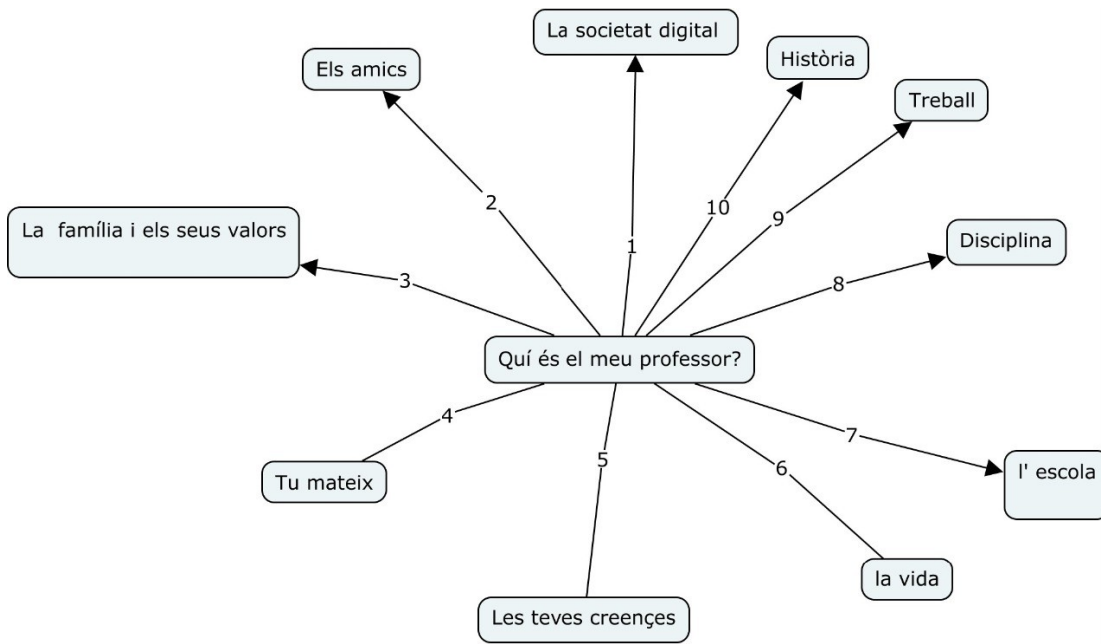 La societat digital
Història
Els amics
Treball
2
10
9
La  família i els seus valors
1
Disciplina
3
8
Quí és el meu professor?
4
7
5
6
Tu mateix
l' escola
la vida
Les teves creençes